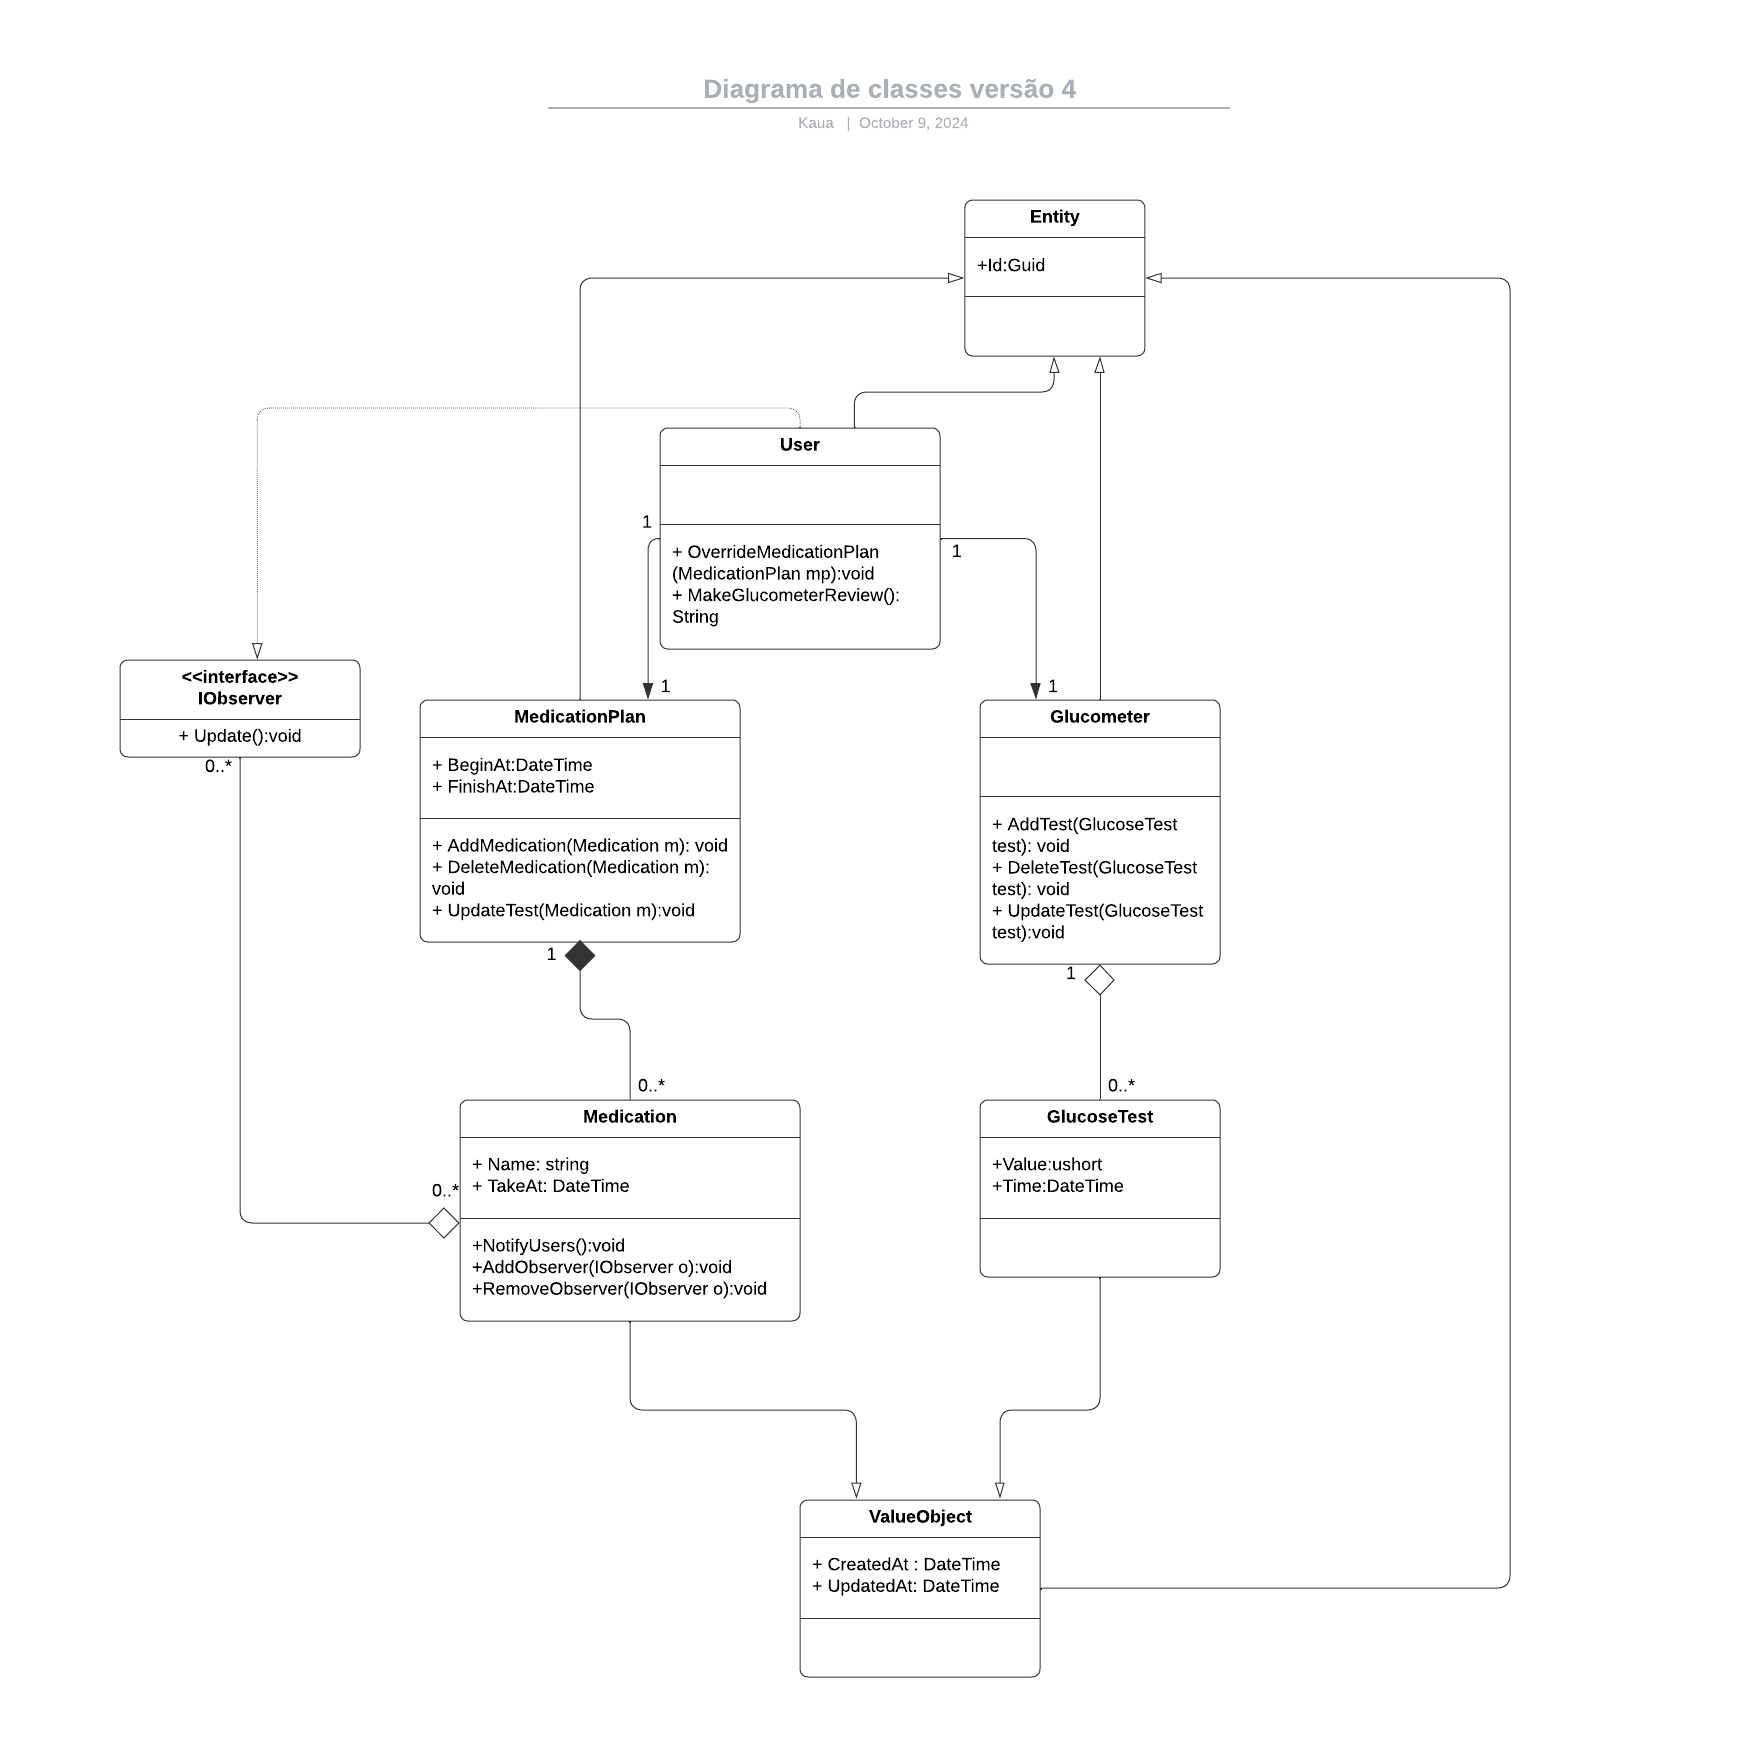 Diagrama de classes versão 4
Kaua | October 9, 2024
Entity
+Id:Guid
User
1
+ OverrideMedicationPlan
(MedicationPlan mp):void
+ MakeGlucometerReview():
String
1
<<interface>>
IObserver
+ Update():void
0..*
1
MedicationPlan
+ BeginAt:DateTime
+ FinishAt:DateTime
+ AddMedication(Medication m): void
+ DeleteMedication(Medication m):
void
+ UpdateTest(Medication m):void
1
1
Glucometer
+ AddTest(GlucoseTest
test): void
+ DeleteTest(GlucoseTest
test): void
+ UpdateTest(GlucoseTest
test):void
1
0..*
Medication
+ Name: string
+ TakeAt: DateTime
0..*
+NotifyUsers():void
+AddObserver(IObserver o):void
+RemoveObserver(IObserver o):void
0..*
GlucoseTest
+Value:ushort
+Time:DateTime
ValueObject
+ CreatedAt : DateTime
+ UpdatedAt: DateTime